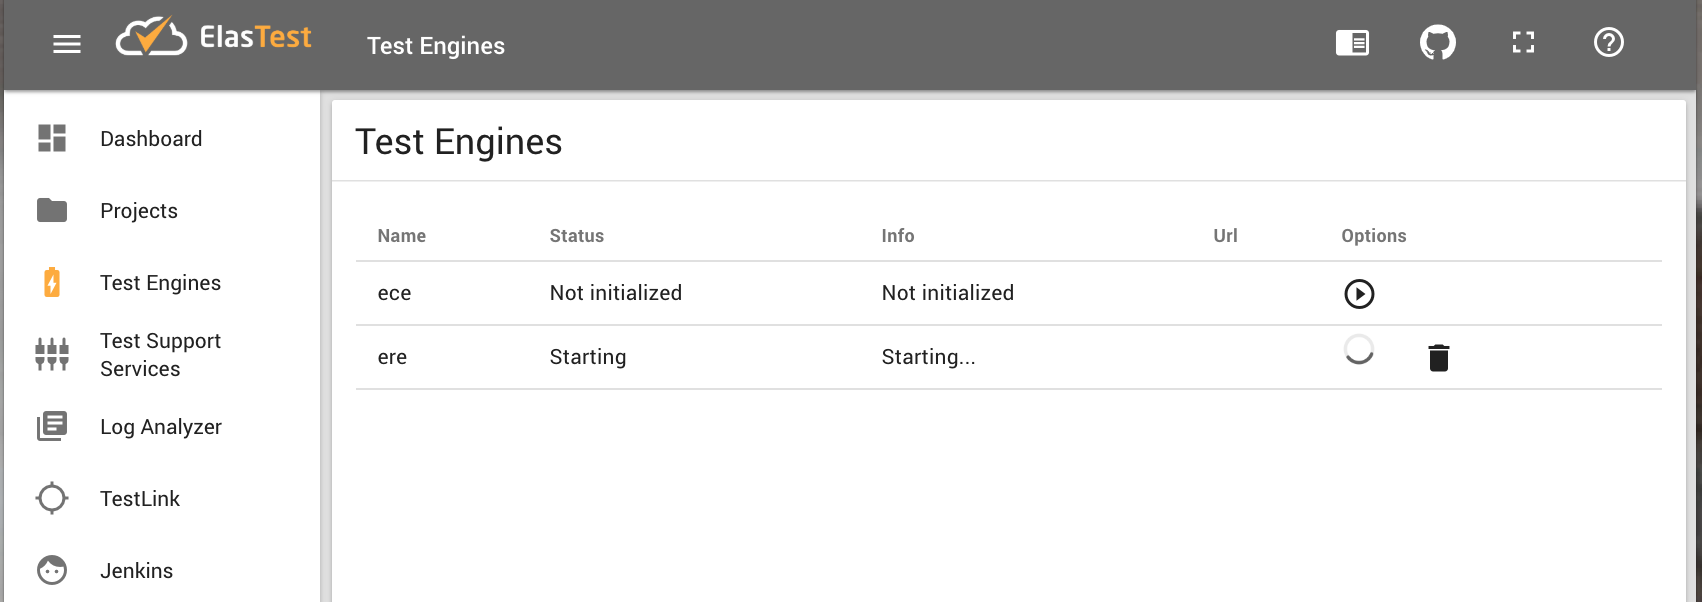 ElasTest
Test Engines
Dashboard
Projects
Test Engines
Test Support
Services
Log Analyzer
TestLink
Jenkins
Test Engines
Name Status Info Url Options
ece Not initialized Not initialized
ere Starting Starting...